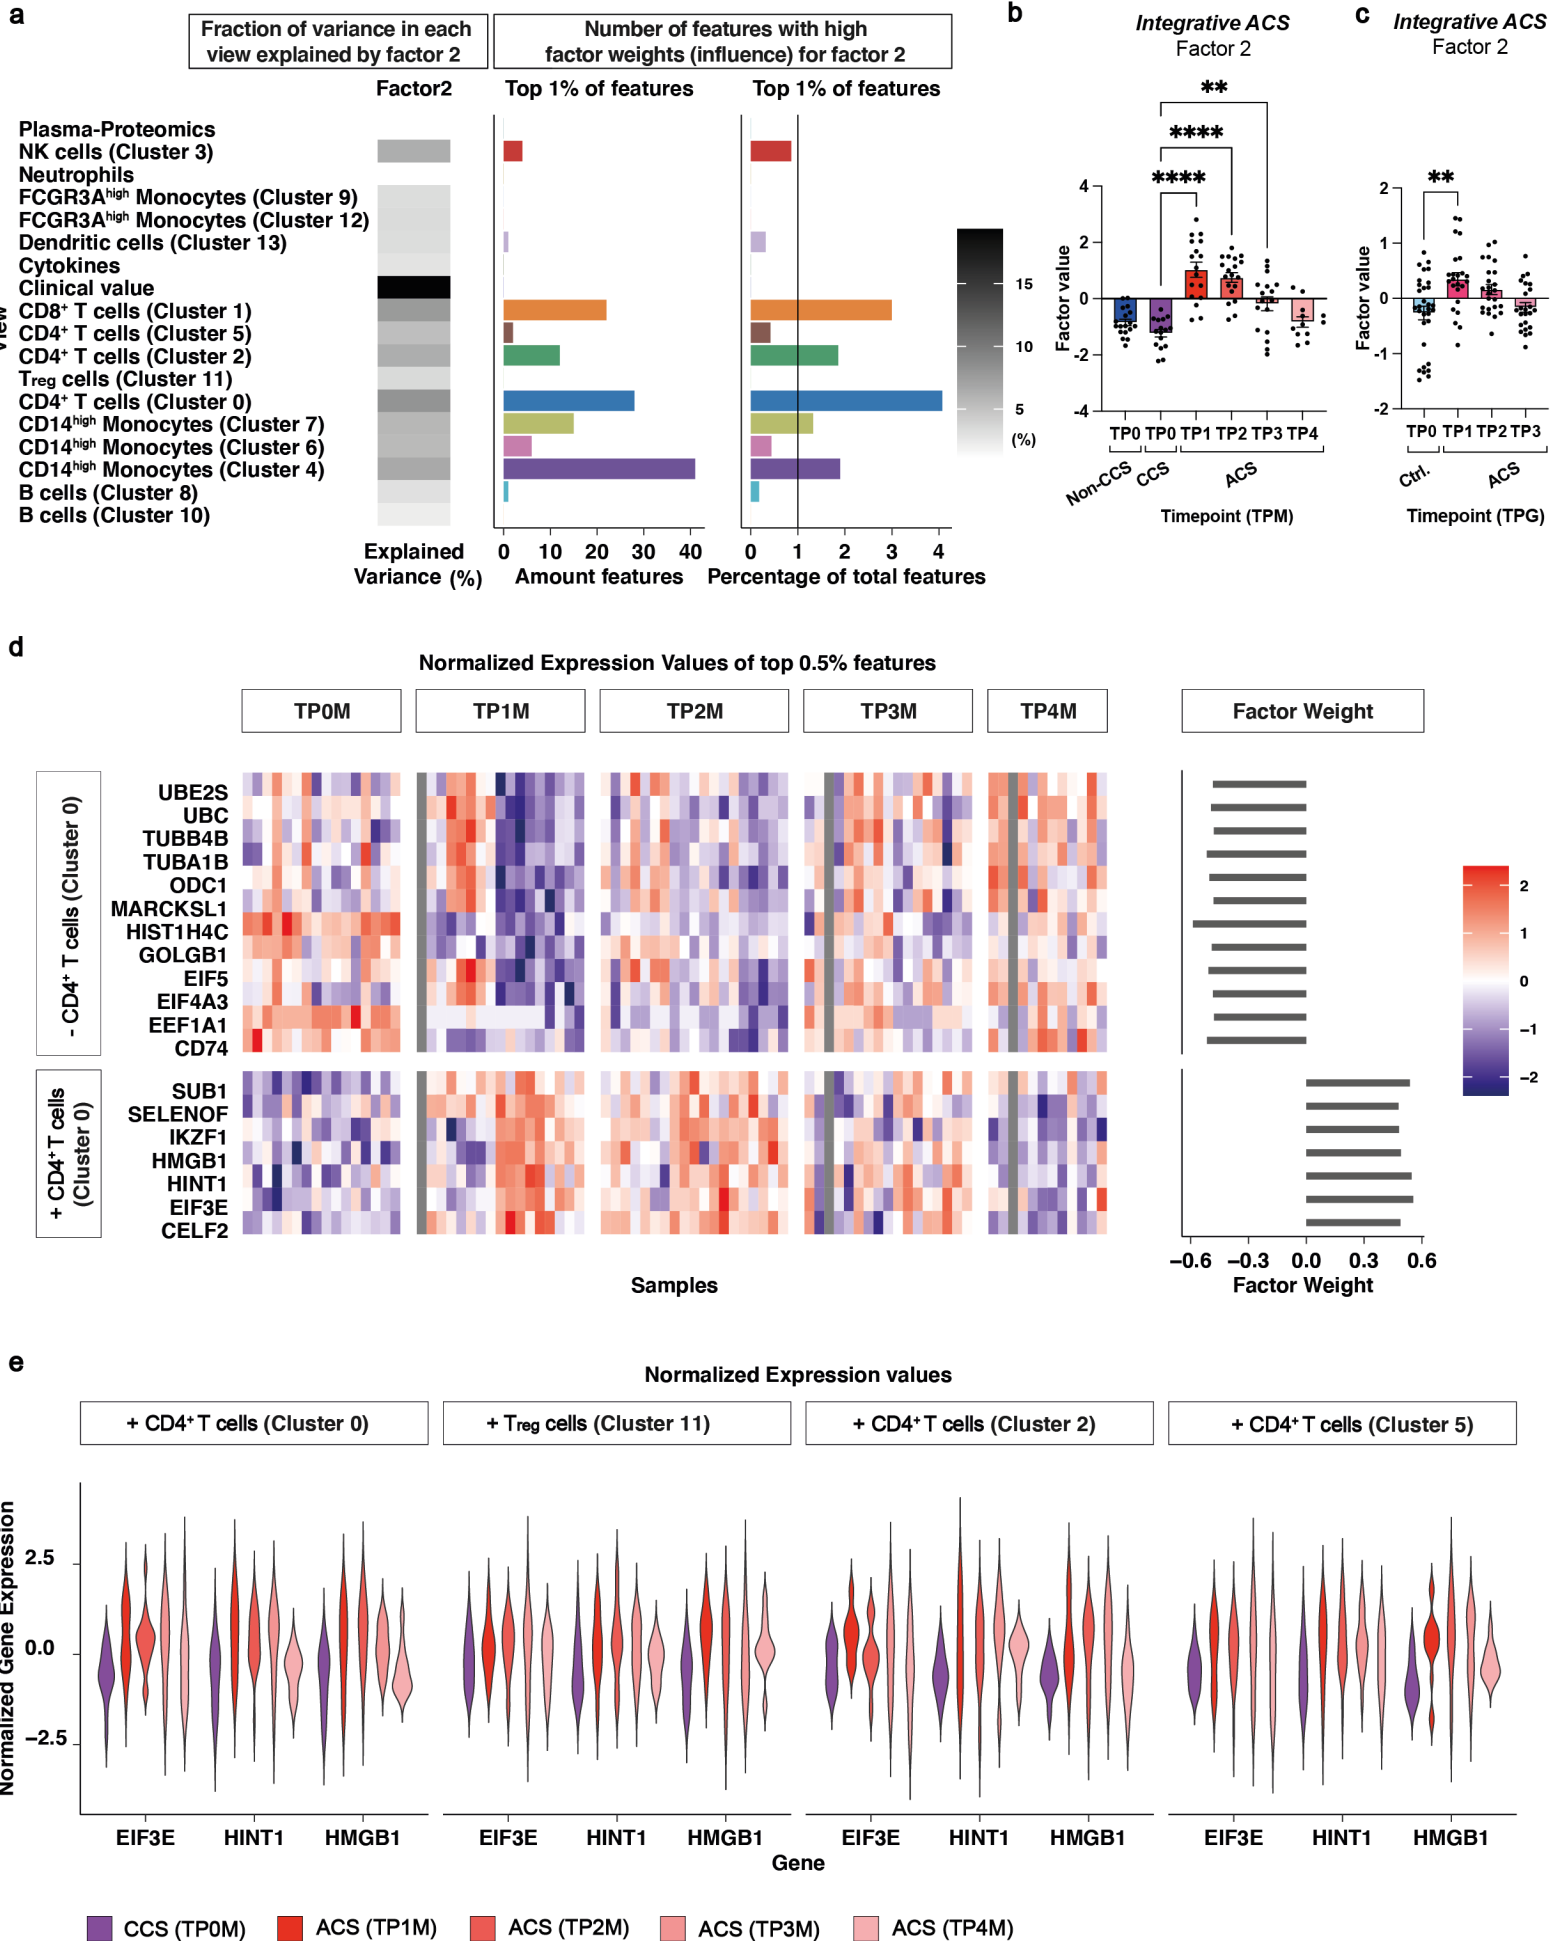 a
Fraction of variance in each
view explained by factor 2
Number of features with high
factor weights (influence) for factor 2
Factor2
Top 1% of features
Top 1% of features
View
Plasma-Proteomics
NK cells (Cluster 3)
Neutrophils
FCGR3Ahigh Monocytes (Cluster 9)
FCGR3Ahigh Monocytes (Cluster 12)
Dendritic cells (Cluster 13)
Cytokines
Clinical value
CD8+ T cells (Cluster 1)
CD4+ T cells (Cluster 5)
CD4+ T cells (Cluster 2)
Treg cells (Cluster 11)
CD4+ T cells (Cluster 0)
CD14high Monocytes (Cluster 7)
CD14high Monocytes (Cluster 6)
CD14high Monocytes (Cluster 4)
B cells (Cluster 8)
B cells (Cluster 10)
Explained
Variance (%)
0 10 20 30 40
Amount features
0 1 2 3 4
Percentage of total features
15
10
5
(%)
b
Integrative ACS
Factor 2
**
****
****
Factor value
4
2
0
-2
-4
TP0 TP0 TP1 TP2 TP3 TP4
Non-CCS CCS ACS
Timepoint (TPM)
c
Integrative ACS
Factor 2
**
Factor value
2
1
0
-1
-2
TP0 TP1 TP2 TP3
Ctrl. ACS
Timepoint (TPG)
d
Normalized Expression Values of top 0.5% features
TP0M TP1M TP2M TP3M TP4M Factor Weight
- CD4+ T cells (Cluster 0)
UBE2S
UBC
TUBB4B
TUBA1B
ODC1
MARCKSL1
HIST1H4C
GOLGB1
EIF5
EIF4A3
EEF1A1
CD74
+ CD4+ T cells
(Cluster 0)
SUB1
SELENOF
IKZF1
HMGB1
HINT1
EIF3E
CELF2
Samples
−0.6 −0.3 0.0 0.3 0.6
Factor Weight
2
1
0
−1
−2
e
Normalized Expression values
+ CD4+ T cells (Cluster 0)
+ Treg cells (Cluster 11)
+ CD4+ T cells (Cluster 2)
+ CD4+ T cells (Cluster 5)
Normalized Gene Expression
2.5
0.0
−2.5
EIF3E HINT1 HMGB1 EIF3E HINT1 HMGB1 EIF3E HINT1 HMGB1 EIF3E HINT1 HMGB1
Gene
CCS (TP0M) ACS (TP1M) ACS (TP2M) ACS (TP3M) ACS (TP4M)